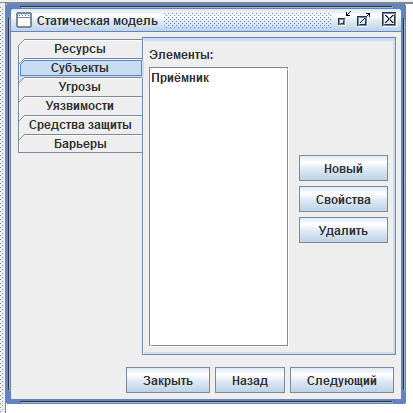 Статическая модель
Ресурсы
Субъекты
Угрозы
Уязвимости
Средства защиты
Барьеры
Элементы:
Приёмник
Новый
Свойства
Удалить
Закрыть
Назад
Следующий